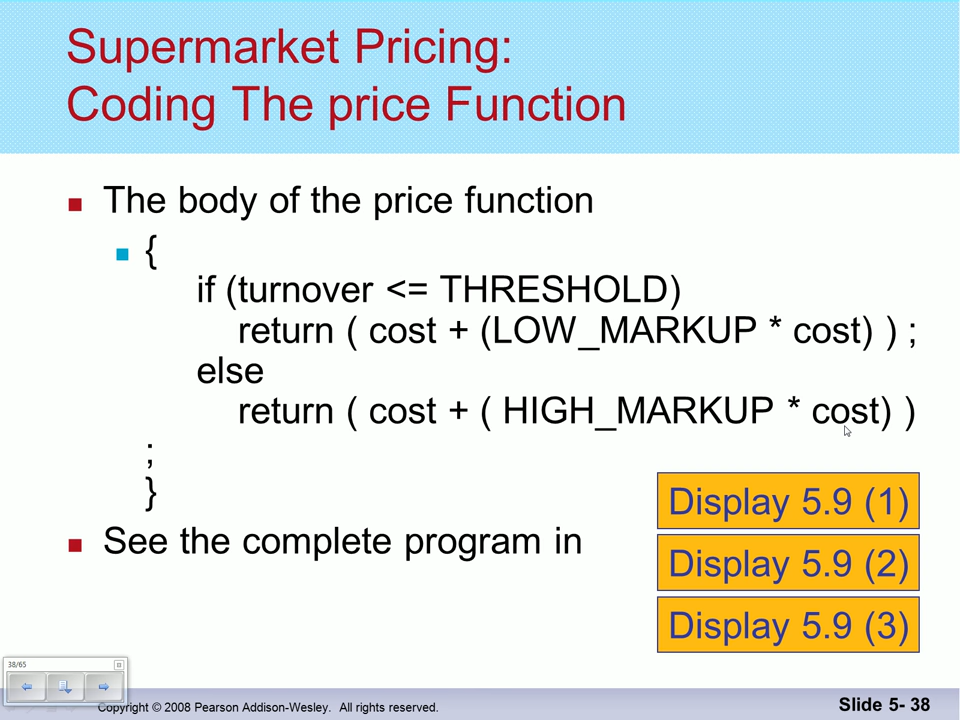 Supermarket Pricing:
Coding The price Function
The body of the price function
{
if (turnover <= THRESHOLD)
return ( cost + (LOW_MARKUP * cost) ) ;
else
return ( cost + ( HIGH_MARKUP * cost) )
;
}
See the complete program in
Display 5.9 (1)
Display 5.9 (2)
Display 5.9 (3)
38/65
Copyright © 2008 Pearson Addison-Wesley. All rights reserved.
Slide 5- 38